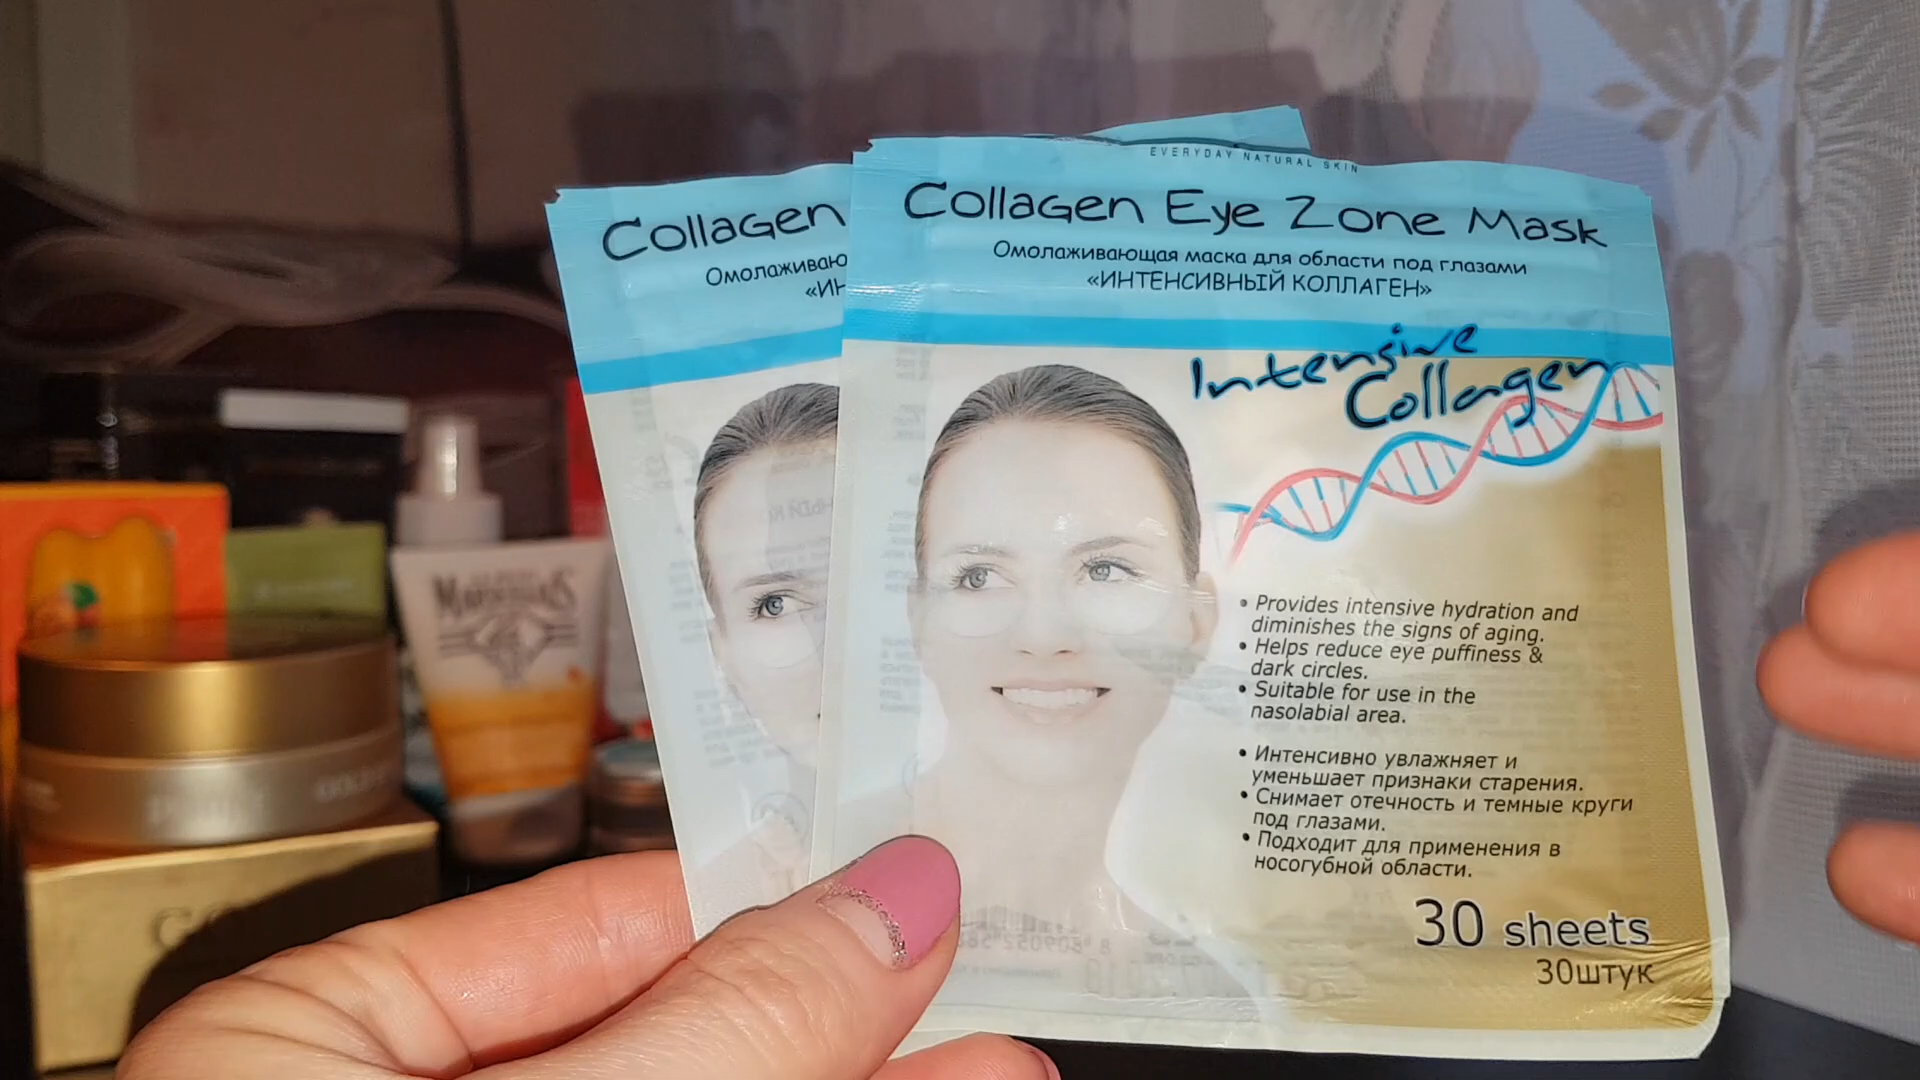 EVERYDAY NATURAL SKIN
Collagen Eye Zone Mask
Омолаживающая маска для области под глазами
«ИНТЕНСИВНЫЙ КОЛЛАГЕН»
Intensive
Collagen
• Provides intensive hydration and
diminishes the signs of aging.
• Helps reduce eye puffiness &
dark circles.
• Suitable for use in the
nasolabial area.
• Интенсивно увлажняет и
уменьшает признаки старения.
• Снимает отечность и темные круги
под глазами.
• Подходит для применения в
носогубной области.
30 sheets
30штук
Collagen
Омолаживаю
«ИН
LE PETIT
MARSEILLAIS